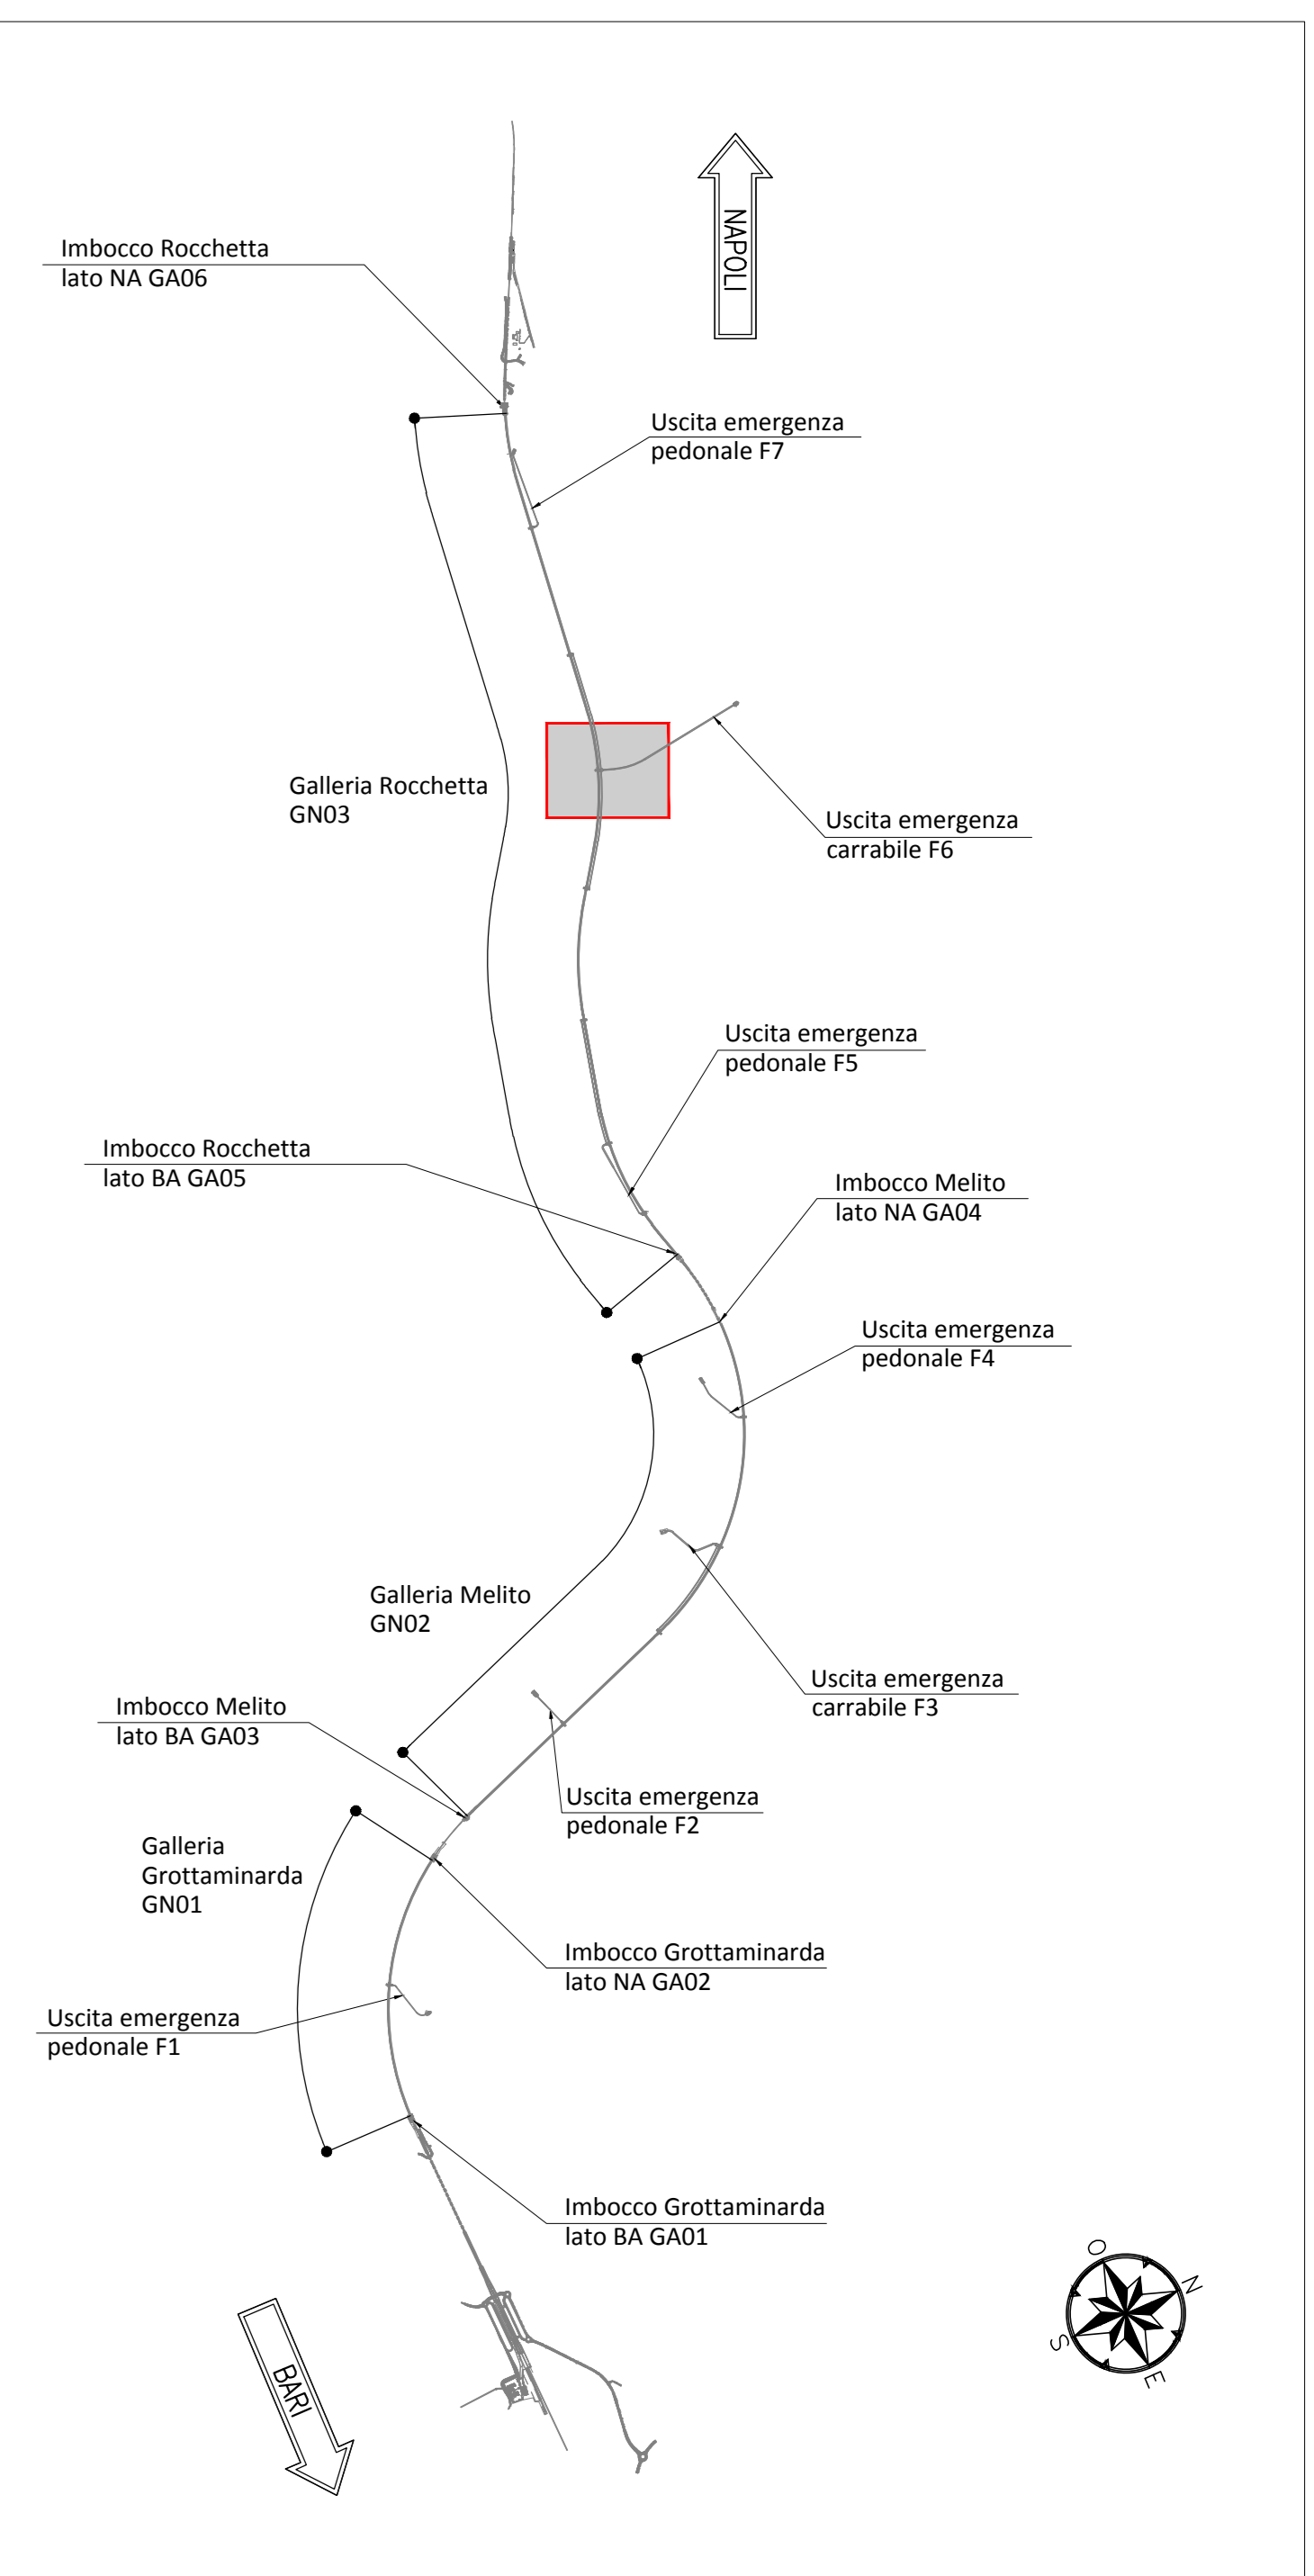 NAPOLI
Imbocco Rocchetta
lato NA GA06
Uscita emergenza
pedonale F7
Galleria Rocchetta
GN03
Uscita emergenza
carrabile F6
Uscita emergenza
pedonale F5
Imbocco Rocchetta
lato BA GA05
Imbocco Melito
lato NA GA04
Uscita emergenza
pedonale F4
Galleria Melito
GN02
Uscita emergenza
carrabile F3
Imbocco Melito
lato BA GA03
Uscita emergenza
pedonale F2
Galleria
Grottaminarda
GN01
Imbocco Grottaminarda
lato NA GA02
Uscita emergenza
pedonale F1
Imbocco Grottaminarda
lato BA GA01
BARI
O
N
S
E